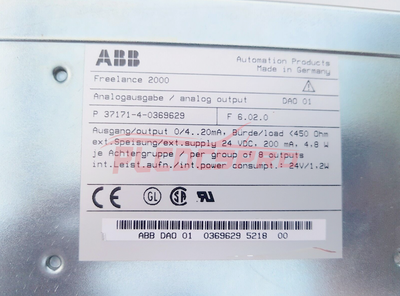 ABB
Automation Products
Made in Germany
Freelance 2000
Analogausgabe / analog output DAO 01
P 37171-4-0369629 F 6.02.0
Ausgang/output 0/4..20mA, Bürde/load <450 Ohm
ext.Speisung/ext.supply 24 VDC, 200 mA, 4.8 W
je Achtergruppe / per group of 8 outputs
int.Leist.aufn./int.power consumpt.: 24V/1.2W
CE GL SA
ABB DAO 01 0369629 5218 00